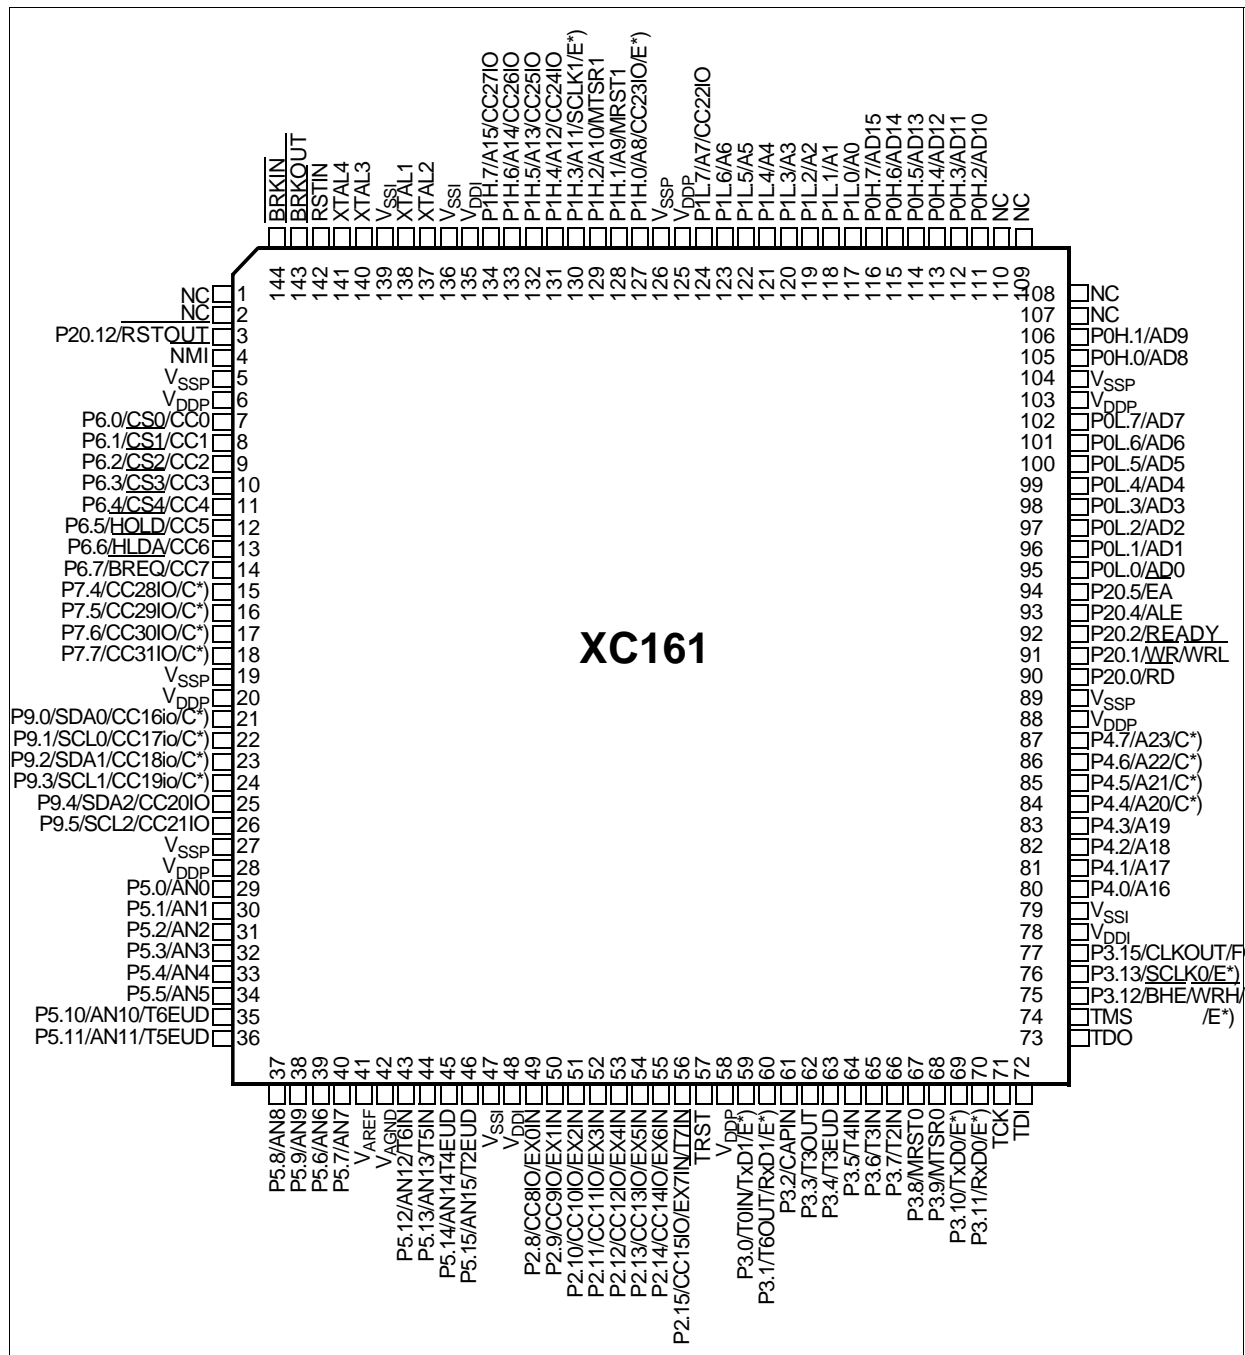 BRKIN
BRKOUT
RSTIN
XTAL4
XTAL3
VSSI
XTAL1
XTAL2
VSSI
VDDI
P1H.7/A15/CC27IO
P1H.6/A14/CC26IO
P1H.5/A13/CC25IO
P1H.4/A12/CC24IO
P1H.3/A11/SCLK1/E*)
P1H.2/A10/MTSR1
P1H.1/A9/MRST1
P1H.0/A8/CC23IO/E*)
VSSP
VDDP
P1L.7/A7/CC22IO
P1L.6/A6
P1L.5/A5
P1L.4/A4
P1L.3/A3
P1L.2/A2
P1L.1/A1
P1L.0/A0
P0H.7/AD15
P0H.6/AD14
P0H.5/AD13
P0H.4/AD12
P0H.3/AD11
P0H.2/AD10
NC
NC
144
143
142
141
140
139
138
137
136
135
134
133
132
131
130
129
128
127
126
125
124
123
122
121
120
119
118
117
116
115
114
113
112
111
110
109
NC 1
NC 2
P20.12/RSTOUT 3
NMI 4
VSSP 5
VDDP 6
P6.0/CS0/CC0 7
P6.1/CS1/CC1 8
P6.2/CS2/CC2 9
P6.3/CS3/CC3 10
P6.4/CS4/CC4 11
P6.5/HOLD/CC5 12
P6.6/HLDA/CC6 13
P6.7/BREQ/CC7 14
P7.4/CC28IO/C*) 15
P7.5/CC29IO/C*) 16
P7.6/CC30IO/C*) 17
P7.7/CC31IO/C*) 18
VSSP 19
VDDP 20
P9.0/SDA0/CC16io/C*) 21
P9.1/SCL0/CC17io/C*) 22
P9.2/SDA1/CC18io/C*) 23
P9.3/SCL1/CC19io/C*) 24
P9.4/SDA2/CC20IO 25
P9.5/SCL2/CC21IO 26
VSSP 27
VDDP 28
P5.0/AN0 29
P5.1/AN1 30
P5.2/AN2 31
P5.3/AN3 32
P5.4/AN4 33
P5.5/AN5 34
P5.10/AN10/T6EUD 35
P5.11/AN11/T5EUD 36
XC161
108 NC
107 NC
106 P0H.1/AD9
105 P0H.0/AD8
104 VSSP
103 VDDP
102 P0L.7/AD7
101 P0L.6/AD6
100 P0L.5/AD5
99 P0L.4/AD4
98 P0L.3/AD3
97 P0L.2/AD2
96 P0L.1/AD1
95 P0L.0/AD0
94 P20.5/EA
93 P20.4/ALE
92 P20.2/READY
91 P20.1/WR/WRL
90 P20.0/RD
89 VSSP
88 VDDP
87 P4.7/A23/C*)
86 P4.6/A22/C*)
85 P4.5/A21/C*)
84 P4.4/A20/C*)
83 P4.3/A19
82 P4.2/A18
81 P4.1/A17
80 P4.0/A16
79 VSSI
78 VDDI
77 P3.15/CLKOUT/F
76 P3.13/SCLK0/E*)
75 P3.12/BHE/WRH/
74 TMS /E*)
73 TDO
37
38
39
40
41
42
43
44
45
46
47
48
49
50
51
52
53
54
55
56
57
58
59
60
61
62
63
64
65
66
67
68
69
70
71
72
P5.8/AN8
P5.9/AN9
P5.6/AN6
P5.7/AN7
VAREF
VAGND
P5.12/AN12/T6IN
P5.13/AN13/T5IN
P5.14/AN14T4EUD
P5.15/AN15/T2EUD
VSSI
VDDI
P2.8/CC8IO/EX0IN
P2.9/CC9IO/EX1IN
P2.10/CC10IO/EX2IN
P2.11/CC11IO/EX3IN
P2.12/CC12IO/EX4IN
P2.13/CC13IO/EX5IN
P2.14/CC14IO/EX6IN
P2.15/CC15IO/EX7IN/T7IN
TRST
VDDP
P3.0/T0IN/TxD1/E*)
P3.1/T6OUT/RxD1/E*)
P3.2/CAPIN
P3.3/T3OUT
P3.4/T3EUD
P3.5/T4IN
P3.6/T3IN
P3.7/T2IN
P3.8/MRST0
P3.9/MTSR0
P3.10/TxD0/E*)
P3.11/RxD0/E*)
TCK
TDI